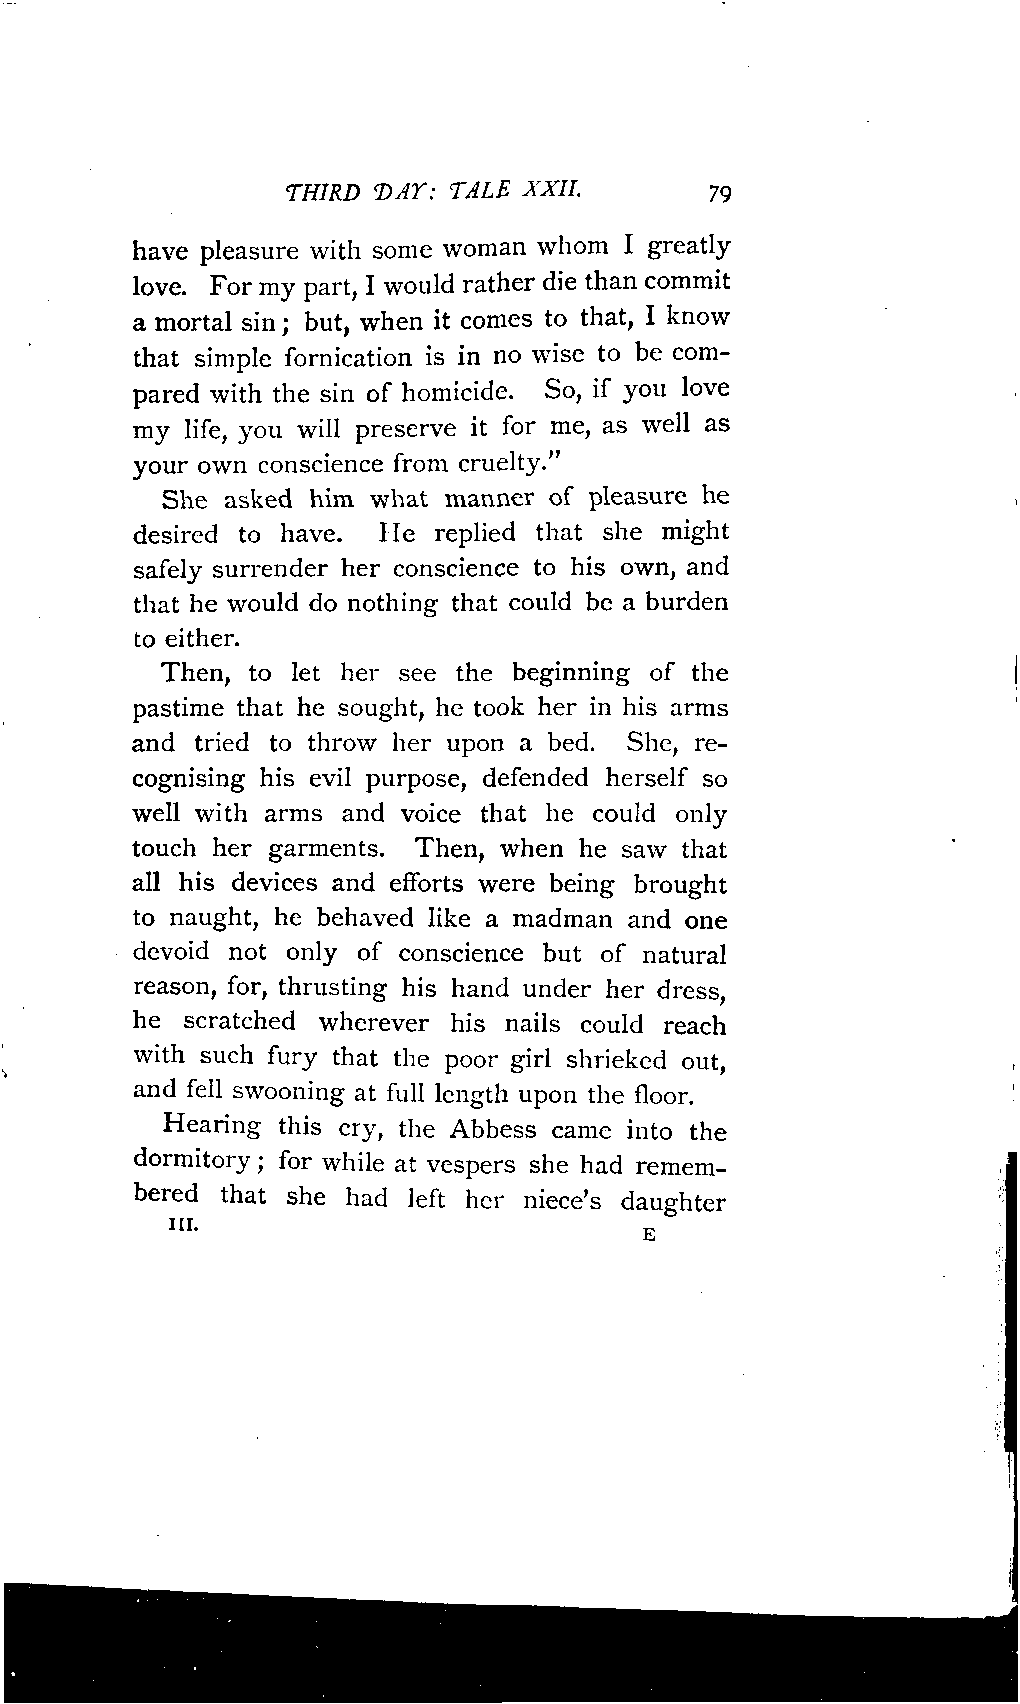 THIRD DAY: TALE XXII. 79
have pleasure with some woman whom I greatly
love. For my part, I would rather die than commit
a mortal sin; but, when it comes to that, I know
that simple fornication is in no wise to be com-
pared with the sin of homicide. So, if you love
my life, you will preserve it for me, as well as
your own conscience from cruelty."
She asked him what manner of pleasure he
desired to have. He replied that she might
safely surrender her conscience to his own, and
that he would do nothing that could be a burden
to either.
Then, to let her see the beginning of the
pastime that he sought, he took her in his arms
and tried to throw her upon a bed. She, re-
cognising his evil purpose, defended herself so
well with arms and voice that he could only
touch her garments. Then, when he saw that
all his devices and efforts were being brought
to naught, he behaved like a madman and one
devoid not only of conscience but of natural
reason, for, thrusting his hand under her dress,
he scratched wherever his nails could reach
with such fury that the poor girl shrieked out,
and fell swooning at full length upon the floor.
Hearing this cry, the Abbess came into the
dormitory; for while at vespers she had remem-
bered that she had left her niece's daughter
III. E